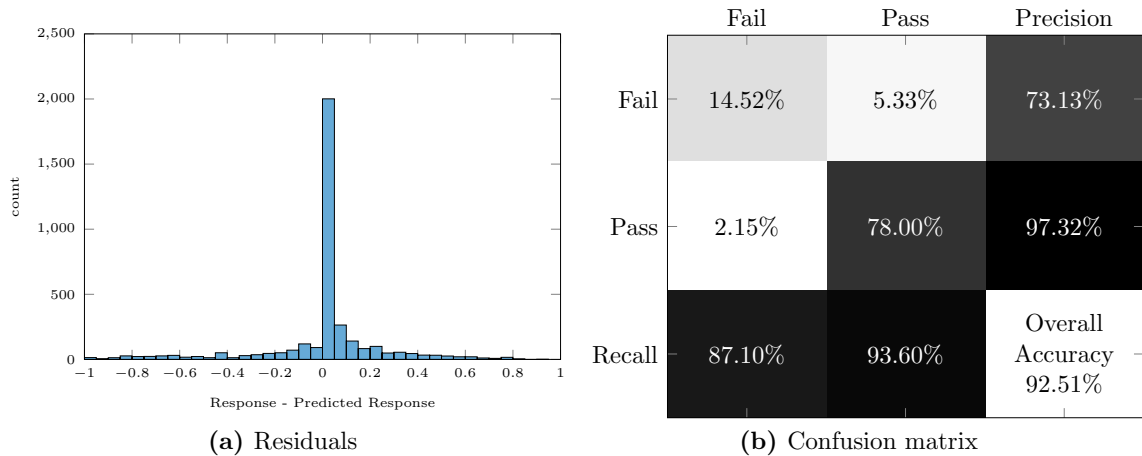 2,500
2,000
1,500
1,000
500
0
count
−1 −0.8 −0.6 −0.4 −0.2 0 0.2 0.4 0.6 0.8 1
Response - Predicted Response
(a) Residuals
Fail Pass Precision
Fail 14.52% 5.33% 73.13%
Pass 2.15% 78.00% 97.32%
Recall 87.10% 93.60% Overall
Accuracy
92.51%
(b) Confusion matrix